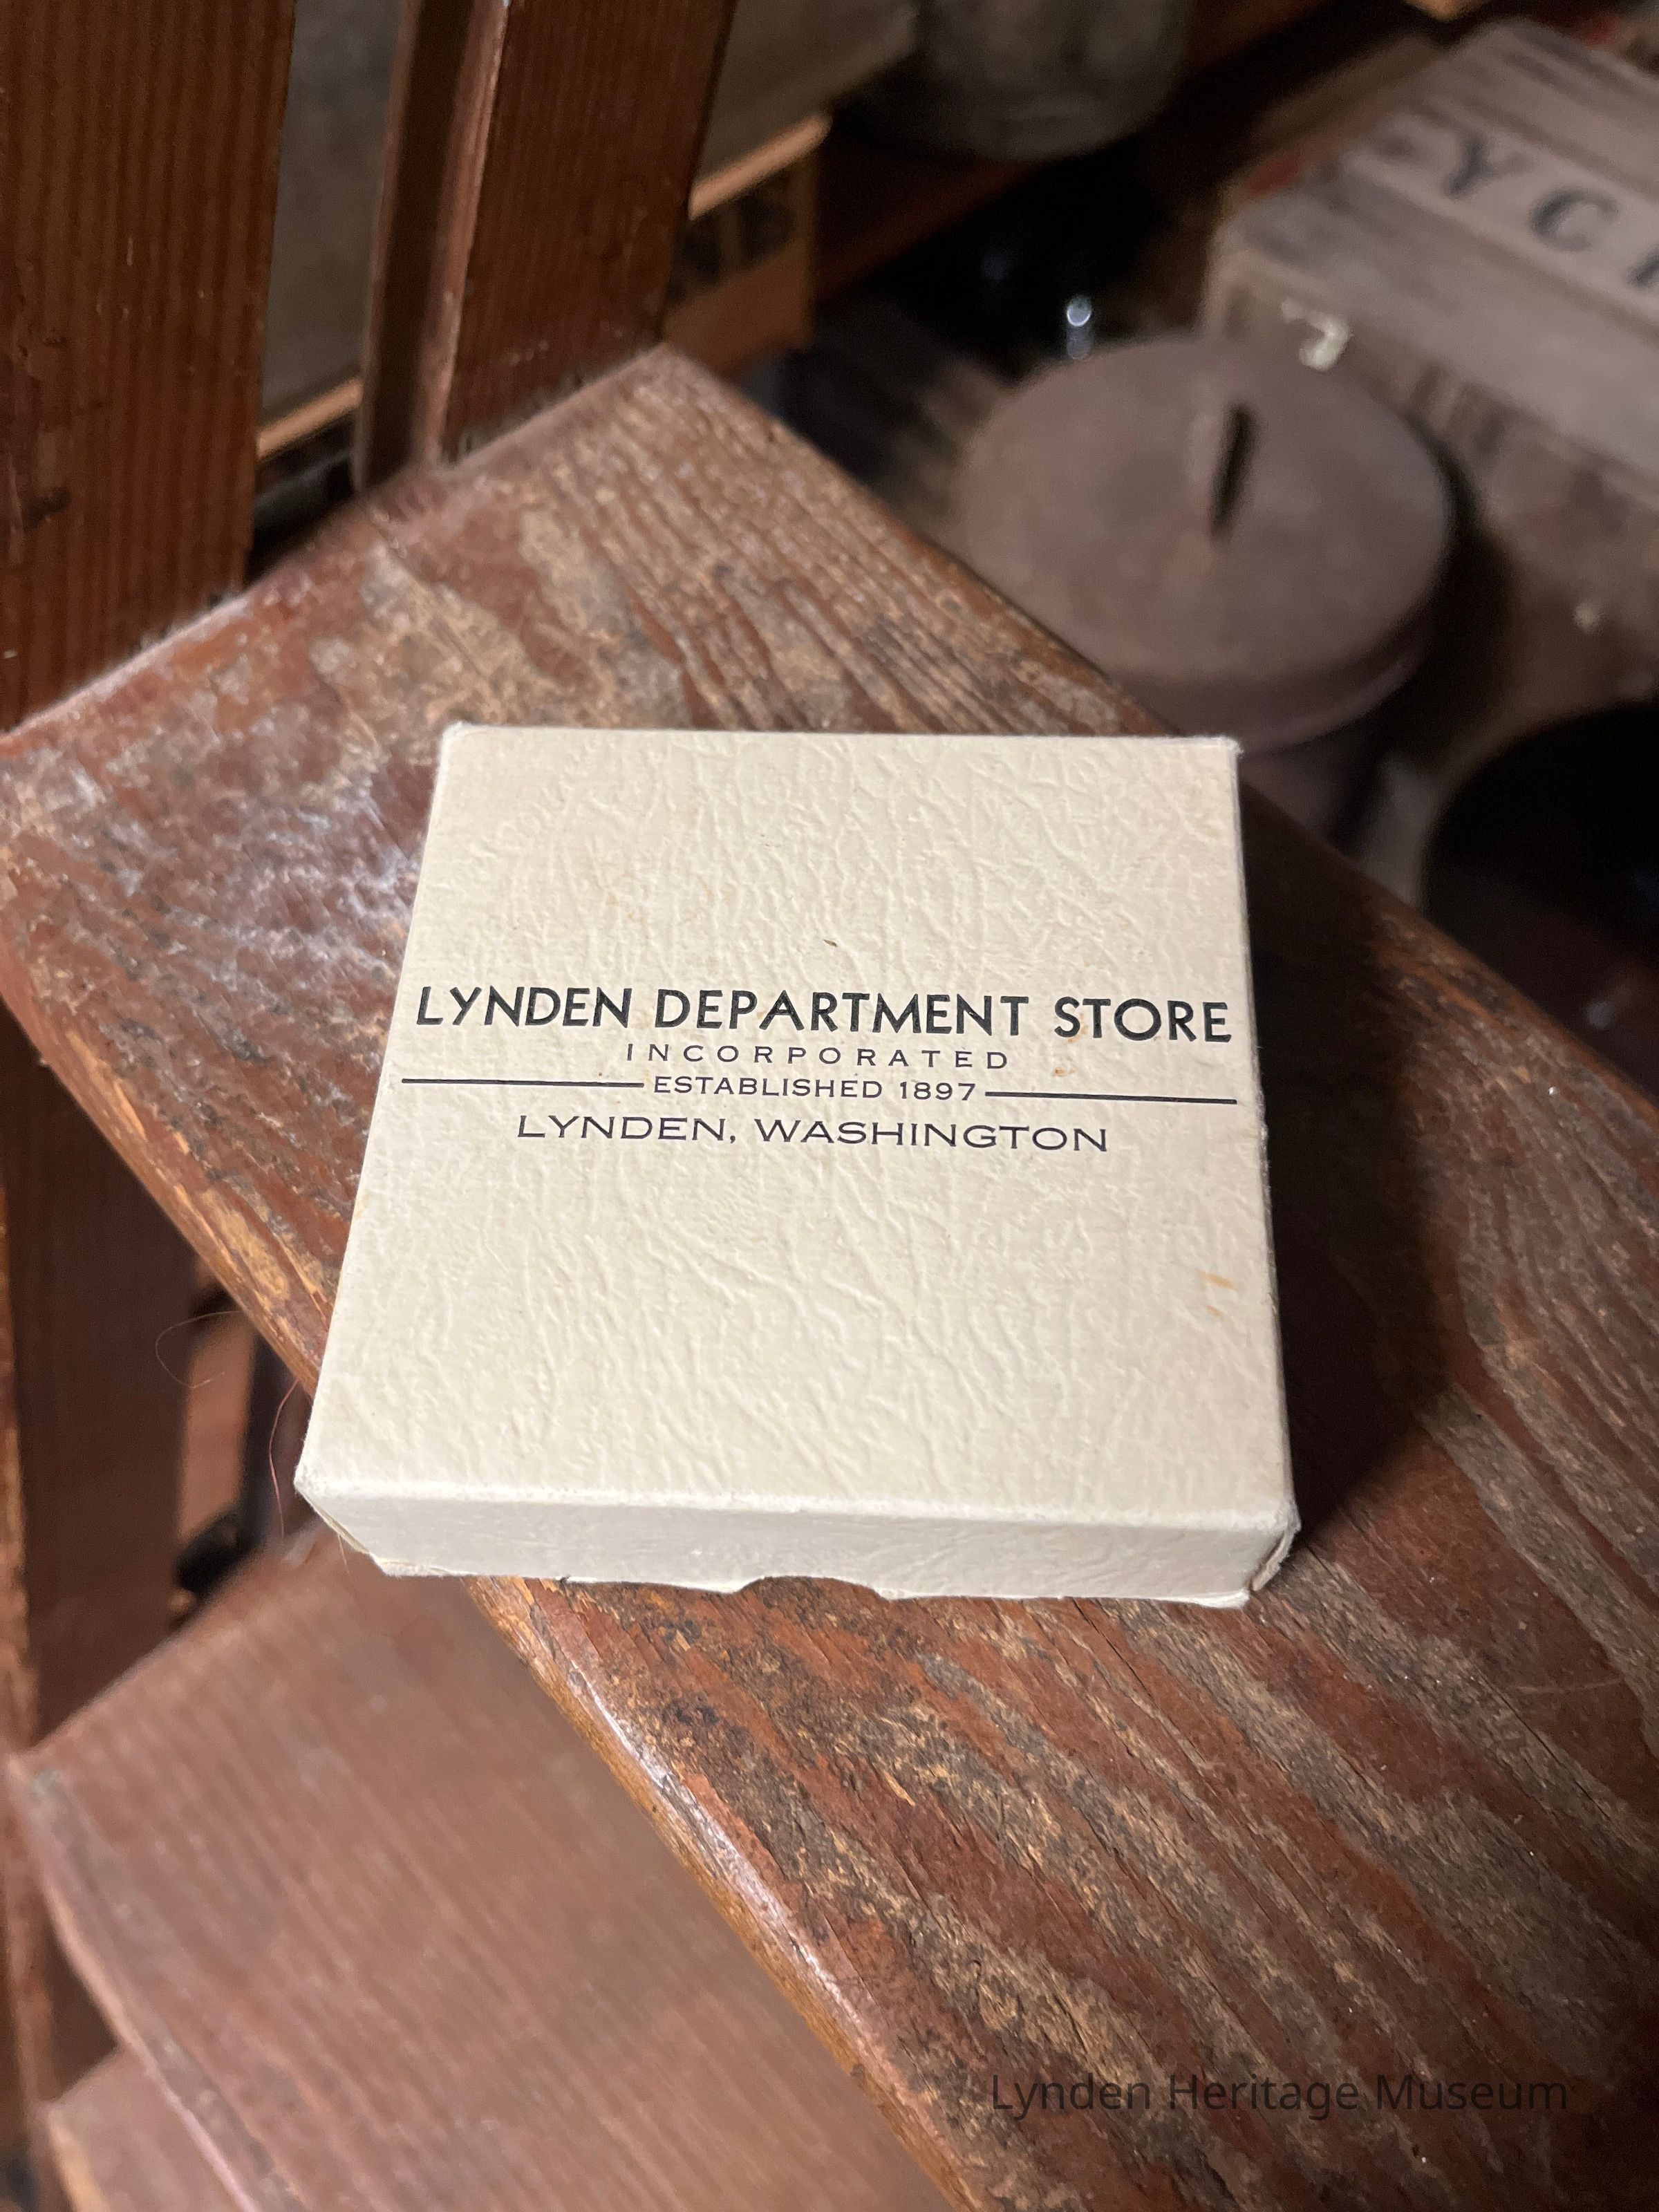 LYNDEN DEPARTMENT STORE
INCORPORATED
ESTABLISHED 1897
LYNDEN, WASHINGTON
Lynden Heritage Museum